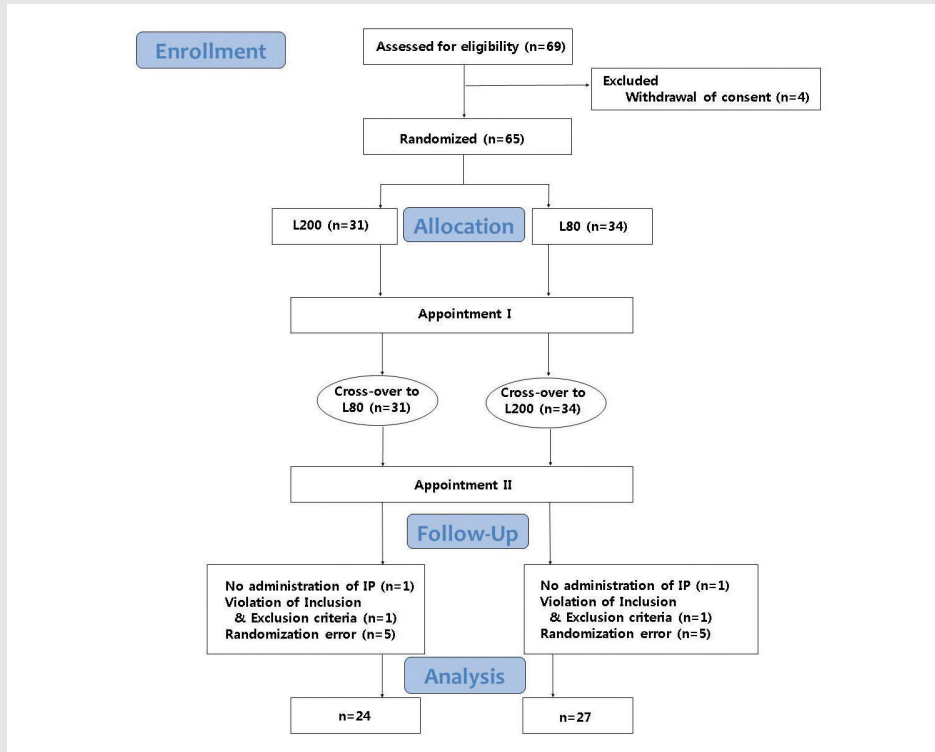 Enrollment
Assessed for eligibility (n=69)
Excluded
Withdrawal of consent (n=4)
Randomized (n=65)
L200 (n=31)
Allocation
L80 (n=34)
Appointment I
Cross-over to
L80 (n=31)
Cross-over to
L200 (n=34)
Appointment II
Follow-Up
No administration of IP (n=1)
Violation of Inclusion
& Exclusion criteria (n=1)
Randomization error (n=5)
No administration of IP (n=1)
Violation of Inclusion
& Exclusion criteria (n=1)
Randomization error (n=5)
Analysis
n=24
n=27